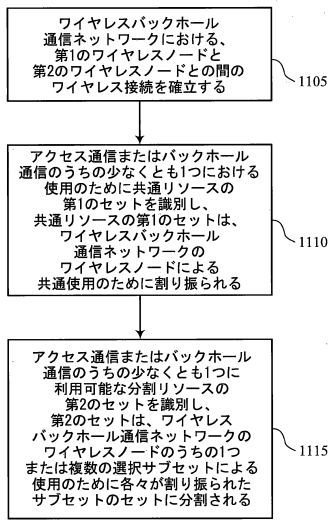 ワイヤレスバックホール
通信ネットワークにおける、
第1のワイヤレスノードと
第2のワイヤレスノードとの間の
ワイヤレス接続を確立する
1105
アクセス通信またはバックホール
通信のうちの少なくとも1つにおける
使用のために共通リソースの
第1のセットを識別し、
共通リソースの第1のセットは、
ワイヤレスバックホール
通信ネットワークの
ワイヤレスノードによる
共通使用のために割り振られる
1110
アクセス通信またはバックホール
通信のうちの少なくとも1つに
利用可能な分割リソースの
第2のセットを識別し、
第2のセットは、ワイヤレス
バックホール通信ネットワークの
ワイヤレスノードのうちの1つ
または複数の選択サブセットによる
使用のために各々が割り振られた
サブセットのセットに分割される
1115